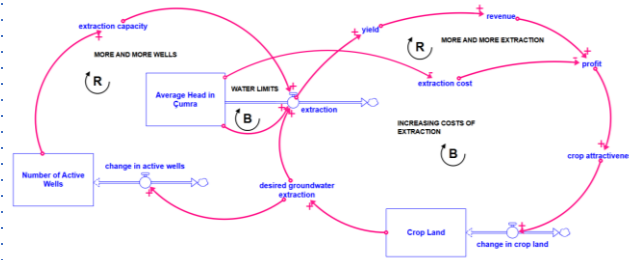 extraction capacity
revenue
yield
MORE AND MORE WELLS
R
R
MORE AND MORE EXTRACTION
profit
Average Head in
Çumra
WATER LIMITS
B
extraction cost
extraction
INCREASING COSTS OF
EXTRACTION
B
crop attractivene
change in active wells
Number of Active
Wells
desired groundwater
extraction
Crop Land
change in crop land